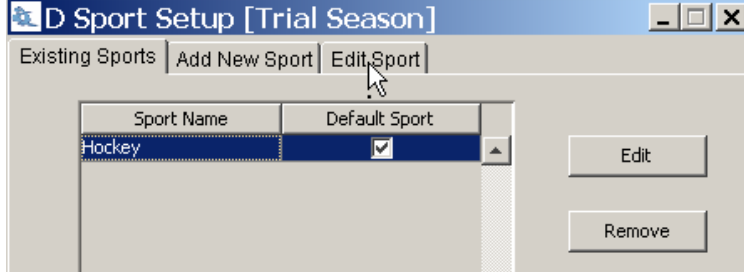 D Sport Setup [Trial Season]
Existing Sports Add New Sport Edit Sport
Sport Name Default Sport
Hockey
Edit
Remove